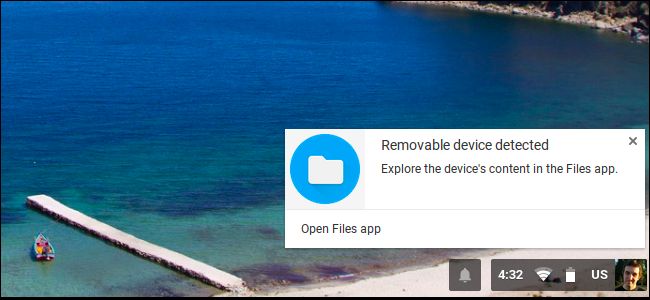 Removable device detected
Explore the device's content in the Files app.
Open Files app
4:32 US